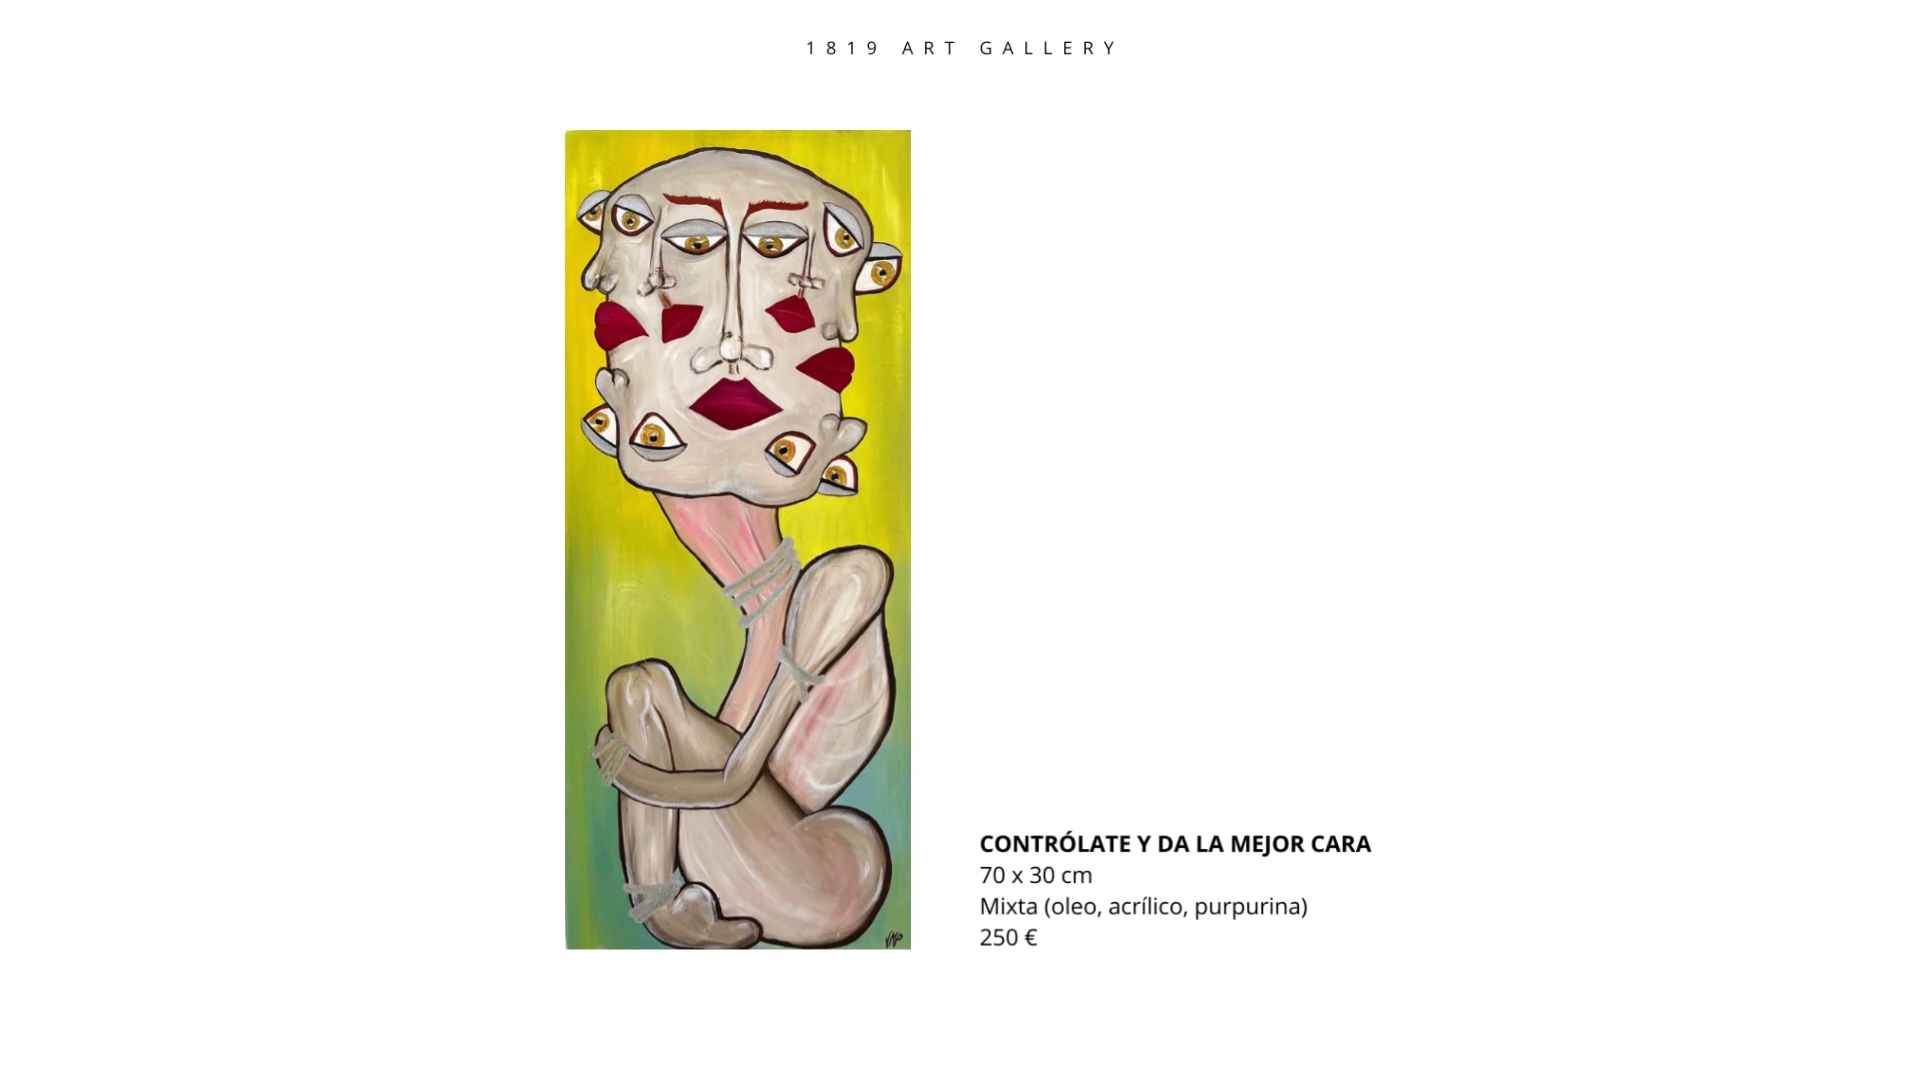 1819 ART GALLERY
CONTRÓLATE Y DA LA MEJOR CARA
70 x 30 cm
Mixta (oleo, acrílico, purpurina)
250 €